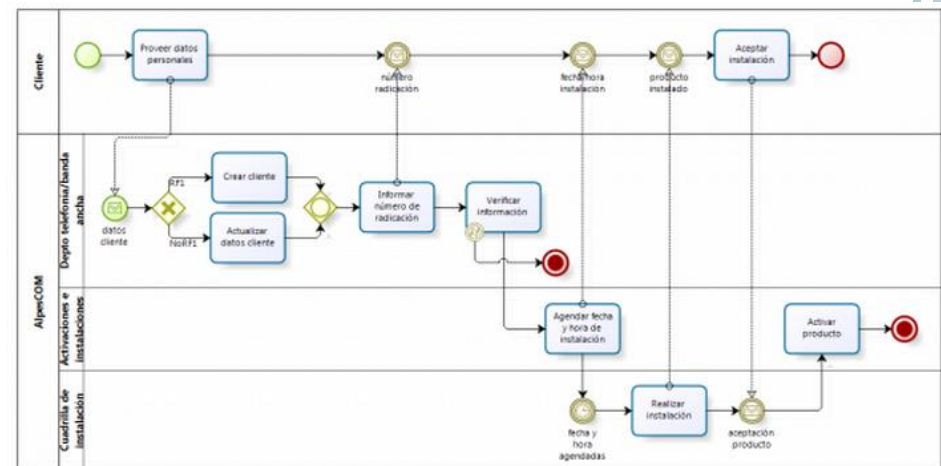 Cliente
Proveer datos
personales
número
radicación
fecha/hora
instalación
producto
instalado
Aceptar
instalación
AlpesCOM
Depto telefonía/banda
ancha
datos
cliente
RF1
NoRF1
Crear cliente
Actualizar
datos cliente
Informar
número de
radicación
Verificar
información
Activaciones e
instalaciones
Agendar fecha
y hora de
instalación
Activar
producto
Cuadrilla de
instalación
fecha y
hora
agendadas
Realizar
instalación
aceptación
producto